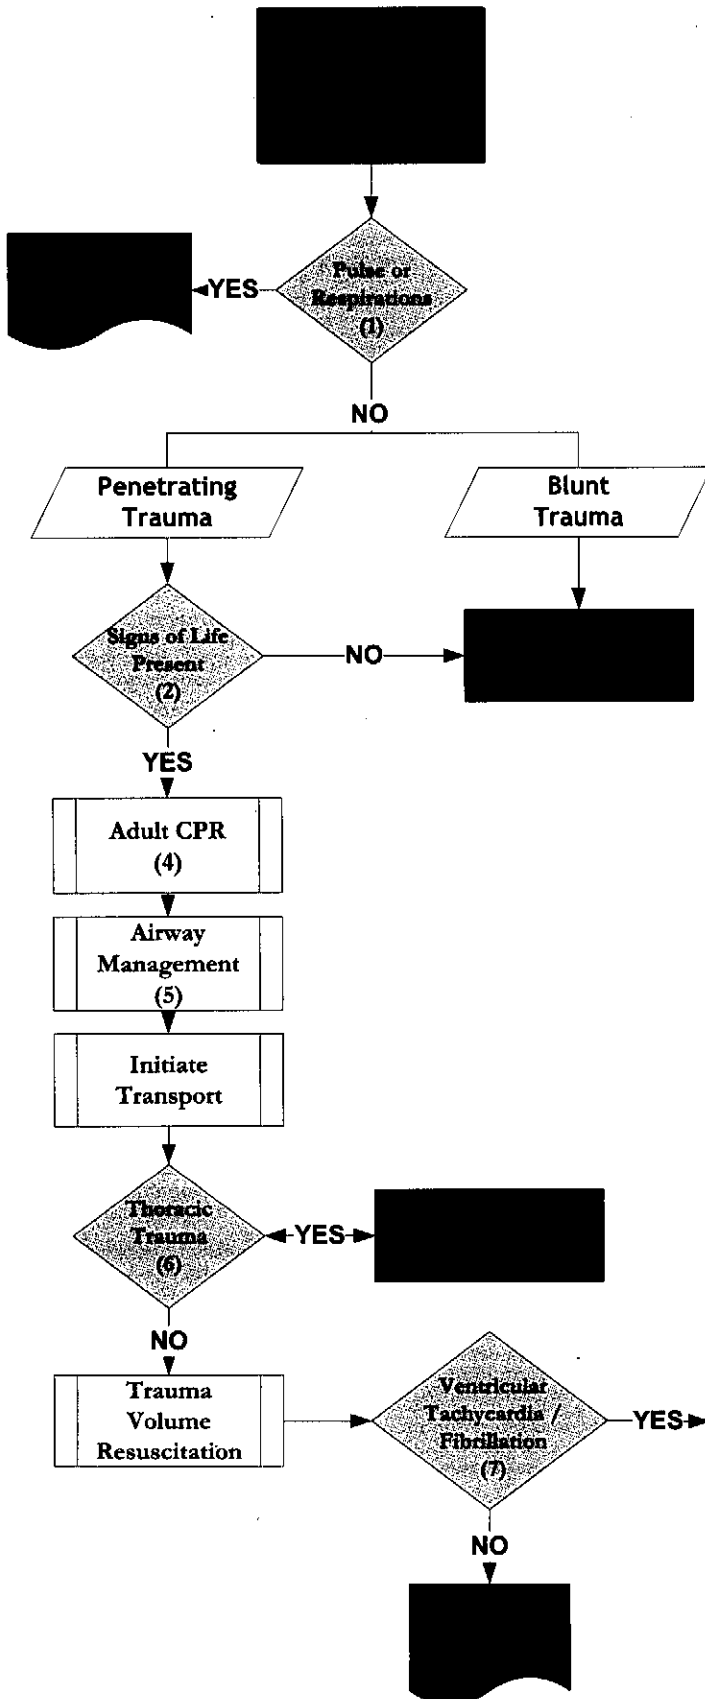 Pulse or
Respirations
(1)
YES
NO
Penetrating
Trauma
Blunt
Trauma
Signs of Life
Present
(2)
NO
YES
Adult CPR
(4)
Airway
Management
(5)
Initiate
Transport
Thoracic
Trauma
(6)
YES
NO
Trauma
Volume
Resuscitation
Ventricular
Tachycardia /
Fibrillation
(7)
YES
NO